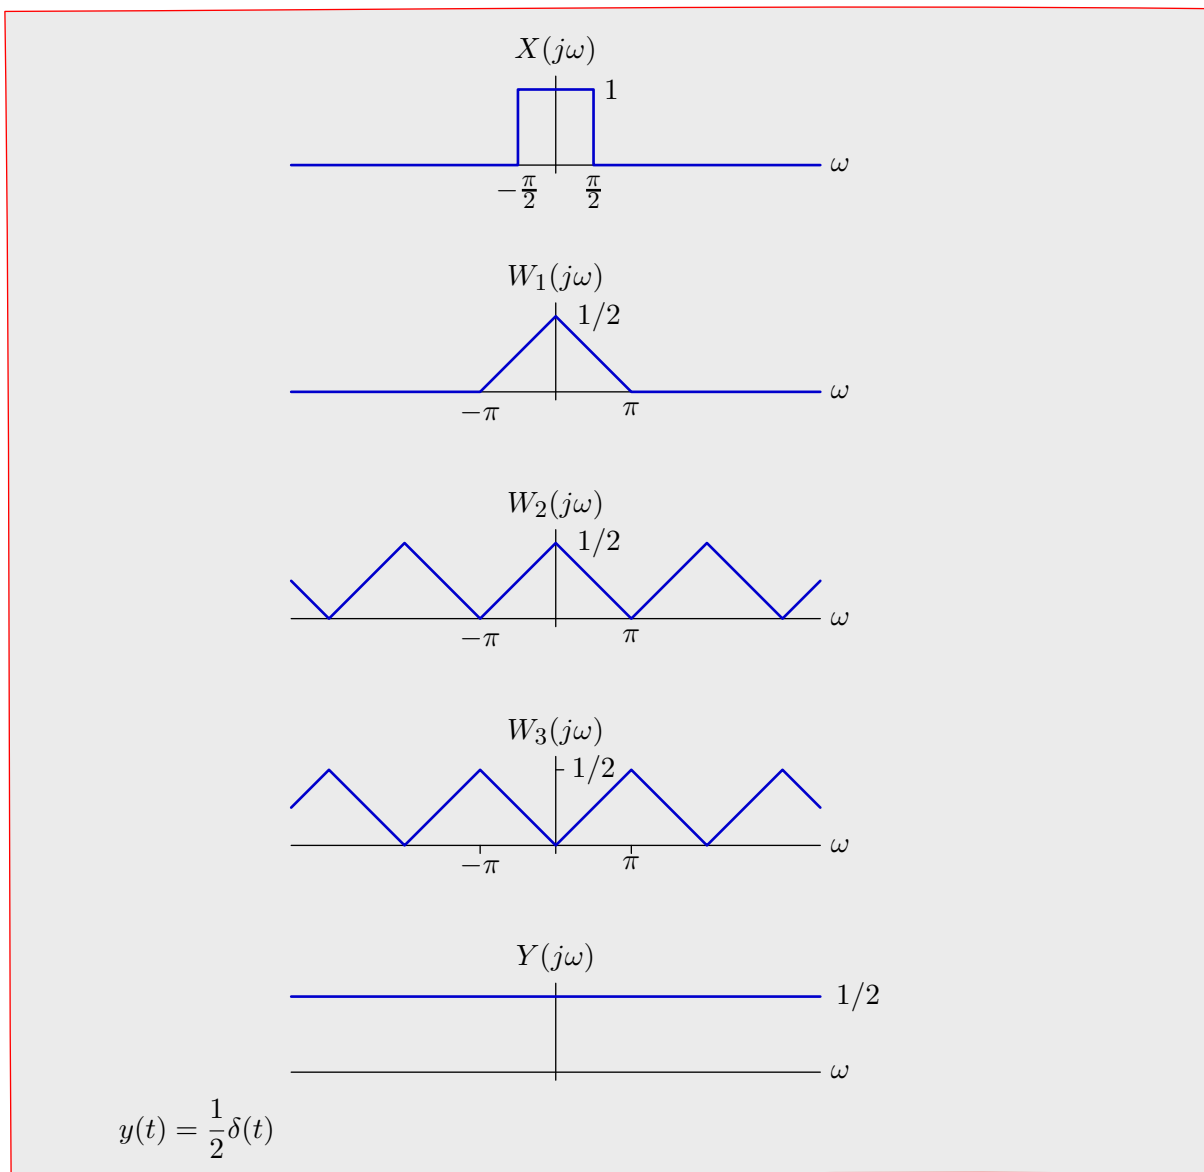 X(jω)
1
ω
−π/2 π/2
W₁(jω)
1/2
ω
−π π
W₂(jω)
1/2
ω
−π π
W₃(jω)
1/2
ω
−π π
Y(jω)
1/2
ω
y(t) = 1/2 δ(t)